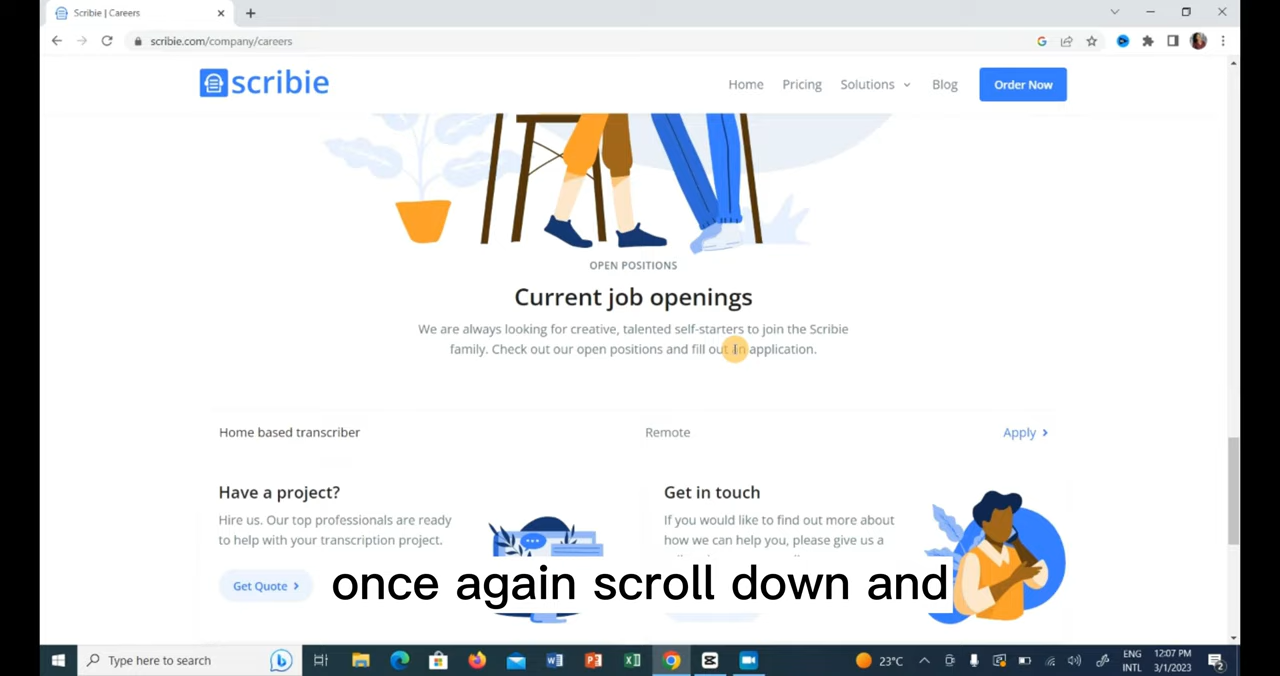 Scribie | Careers
scribie.com/company/careers
scribie
Home Pricing Solutions Blog Order Now
OPEN POSITIONS
Current job openings
We are always looking for creative, talented self-starters to join the Scribie
family. Check out our open positions and fill out an application.
Home based transcriber Remote Apply
Have a project?
Hire us. Our top professionals are ready
to help with your transcription project.
Get Quote
Get in touch
If you would like to find out more about
how we can help you, please give us a
once again scroll down and
Type here to search
23°C
ENG
INTL
12:07 PM
3/1/2023
2